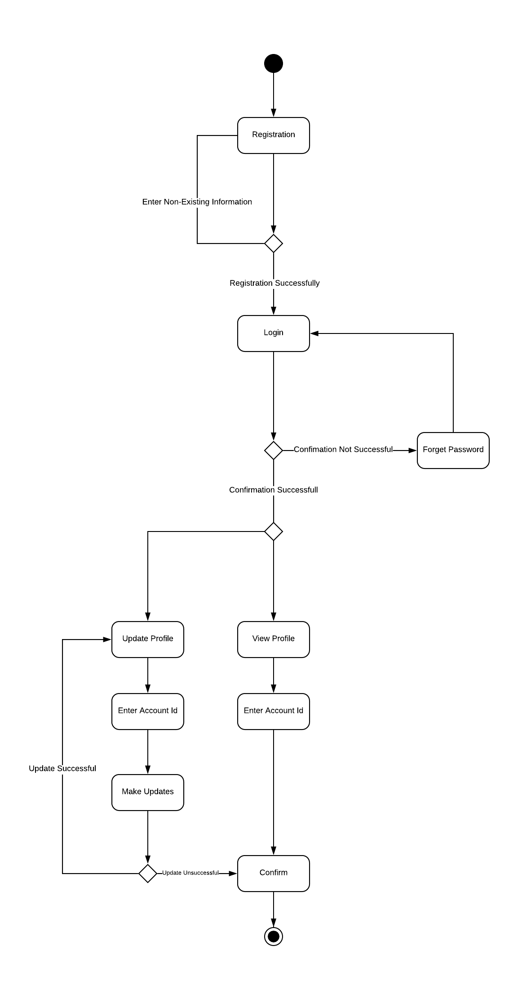 Registration
Enter Non-Existing Information
Registration Successfully
Login
Confimation Not Successful
Forget Password
Confirmation Successfull
Update Profile
View Profile
Enter Account Id
Enter Account Id
Update Successful
Make Updates
Update Unsuccessful
Confirm